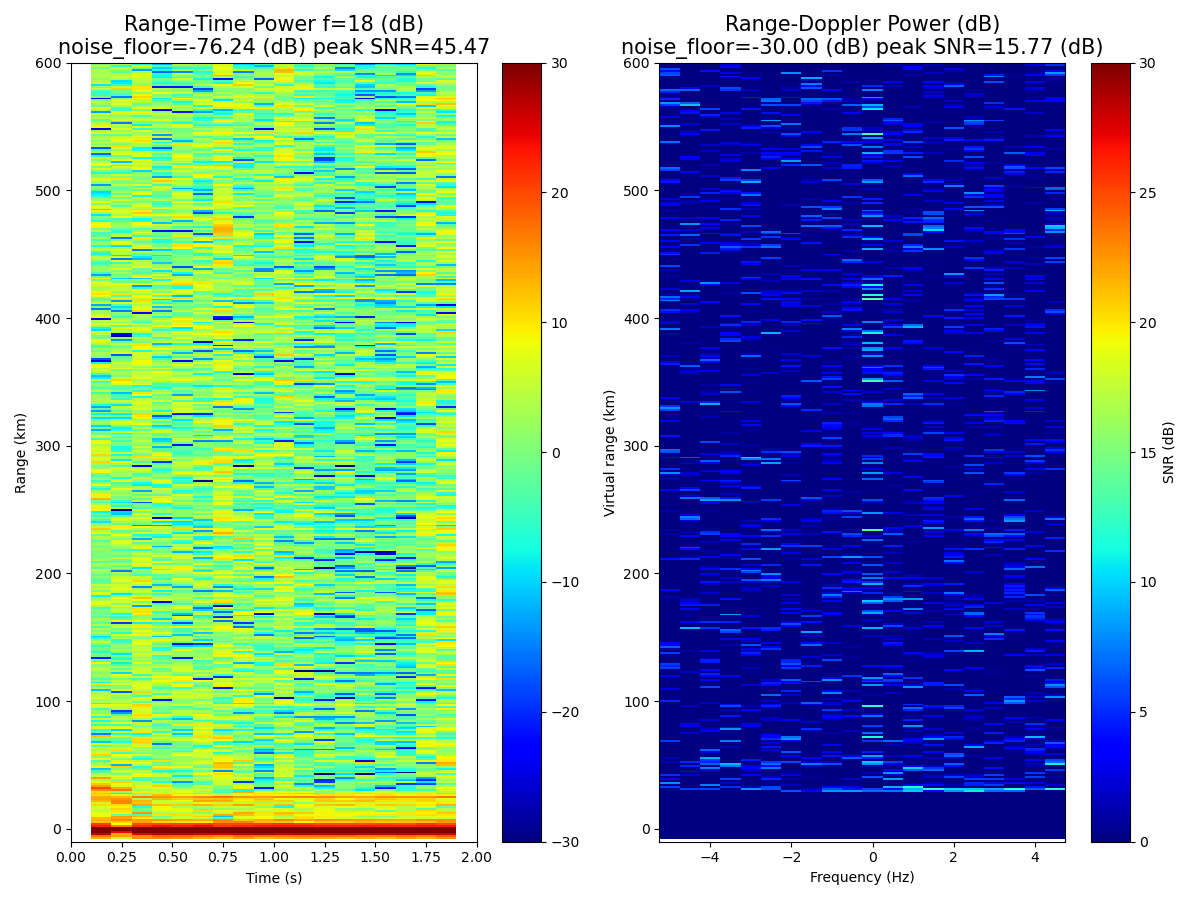 Range-Time Power f=18 (dB)
noise_floor=-76.24 (dB) peak SNR=45.47
Range (km)
600
500
400
300
200
100
0
0.00 0.25 0.50 0.75 1.00 1.25 1.50 1.75 2.00
Time (s)
30
20
10
0
−10
−20
−30
Range-Doppler Power (dB)
noise_floor=-30.00 (dB) peak SNR=15.77 (dB)
Virtual range (km)
600
500
400
300
200
100
0
−4 −2 0 2 4
Frequency (Hz)
30
25
20
15
10
5
0
SNR (dB)